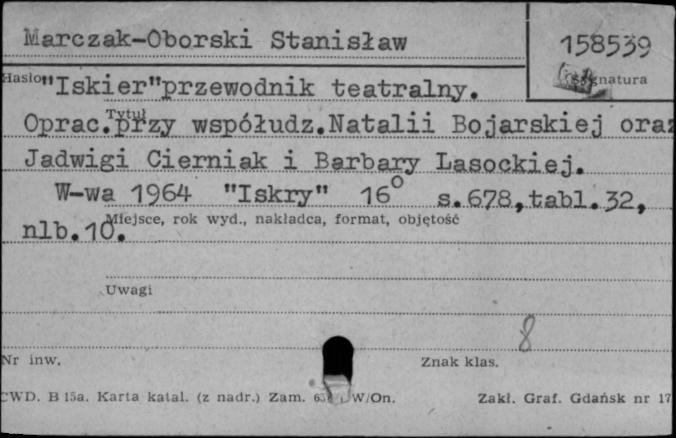 Marczak-Oborski Stanisław
158539
Hasło
Sygnatura
"Iskier"przewodnik teatralny.
Tytuł
Oprac.przy współudz.Natalii Bojarskiej oraz
Jadwigi Cierniak i Barbary Lasockiej.
W-wa 1964 "Iskry" 16° s.678,tabl.32,
Miejsce, rok wyd., nakładca, format, objętość
nlb.10.
Uwagi
8
Nr inw.
Znak klas.
CWD. B 15a. Karta katal. (z nadr.) Zam. W/On.
Zakł. Graf. Gdańsk nr 17